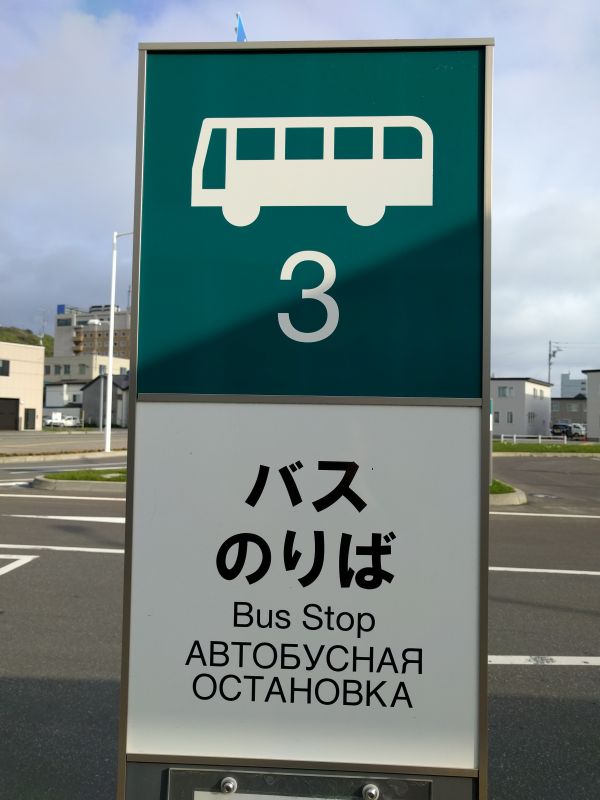 3
バス
のりば
Bus Stop
АВТОБУСНАЯ
ОСТАНОВКА